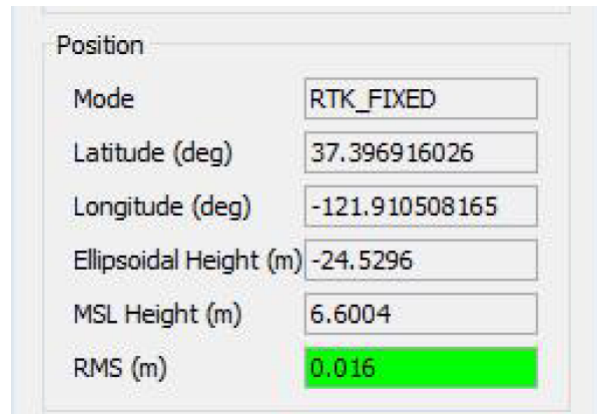 Position
Mode RTK_FIXED
Latitude (deg) 37.396916026
Longitude (deg) -121.910508165
Ellipsoidal Height (m) -24.5296
MSL Height (m) 6.6004
RMS (m) 0.016